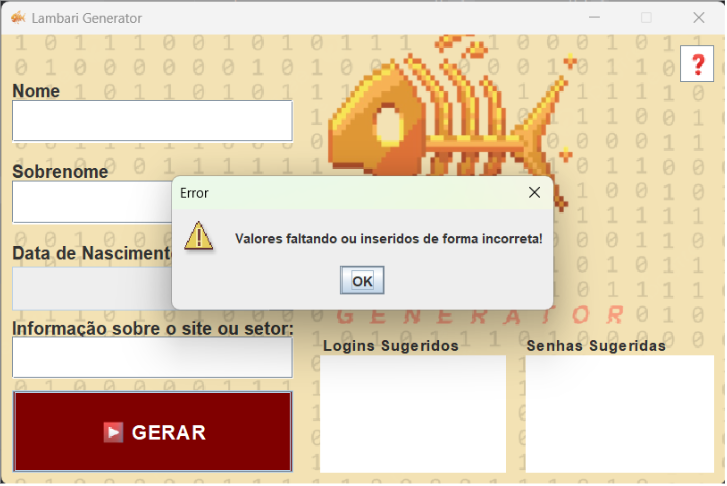 Lambari Generator
?
Nome
Sobrenome
Error
Valores faltando ou inseridos de forma incorreta!
OK
Data de Nasciment
Informação sobre o site ou setor:
GENERATOR
Logins Sugeridos
Senhas Sugeridas
GERAR